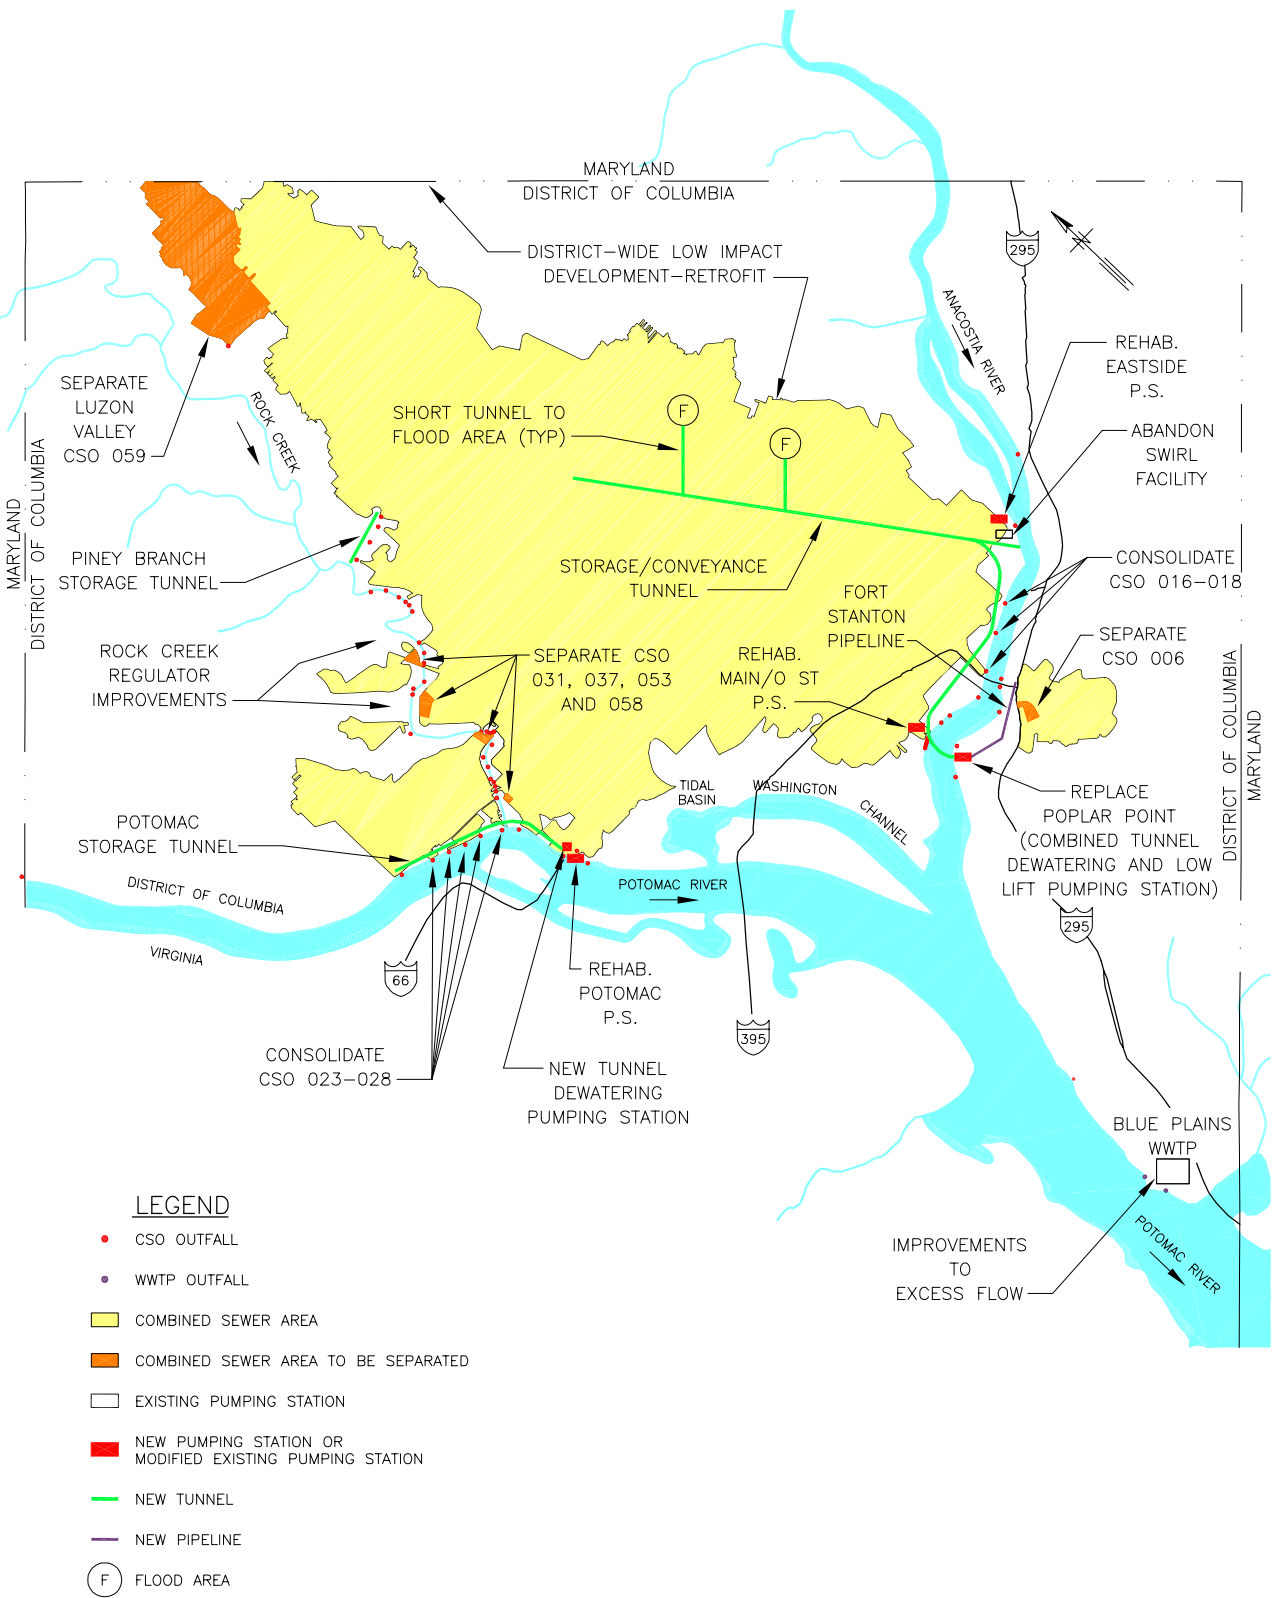 MARYLAND
DISTRICT OF COLUMBIA
295
DISTRICT-WIDE LOW IMPACT
DEVELOPMENT-RETROFIT
ANACOSTIA RIVER
REHAB.
EASTSIDE
P.S.
SEPARATE
LUZON
VALLEY
CSO 059
ROCK CREEK
SHORT TUNNEL TO
FLOOD AREA (TYP)
F
F
ABANDON
SWIRL
FACILITY
MARYLAND
DISTRICT OF COLUMBIA
PINEY BRANCH
STORAGE TUNNEL
STORAGE/CONVEYANCE
TUNNEL
CONSOLIDATE
CSO 016-018
FORT
STANTON
PIPELINE
SEPARATE
CSO 006
ROCK CREEK
REGULATOR
IMPROVEMENTS
SEPARATE CSO
031, 037, 053
AND 058
REHAB.
MAIN/O ST
P.S.
DISTRICT OF COLUMBIA
MARYLAND
TIDAL
BASIN
WASHINGTON
CHANNEL
REPLACE
POPLAR POINT
(COMBINED TUNNEL
DEWATERING AND LOW
LIFT PUMPING STATION)
POTOMAC
STORAGE TUNNEL
DISTRICT OF COLUMBIA
VIRGINIA
POTOMAC RIVER
295
66
REHAB.
POTOMAC
P.S.
395
CONSOLIDATE
CSO 023-028
NEW TUNNEL
DEWATERING
PUMPING STATION
BLUE PLAINS
WWTP
IMPROVEMENTS
TO
EXCESS FLOW
POTOMAC RIVER
LEGEND
CSO OUTFALL
WWTP OUTFALL
COMBINED SEWER AREA
COMBINED SEWER AREA TO BE SEPARATED
EXISTING PUMPING STATION
NEW PUMPING STATION OR
MODIFIED EXISTING PUMPING STATION
NEW TUNNEL
NEW PIPELINE
F FLOOD AREA